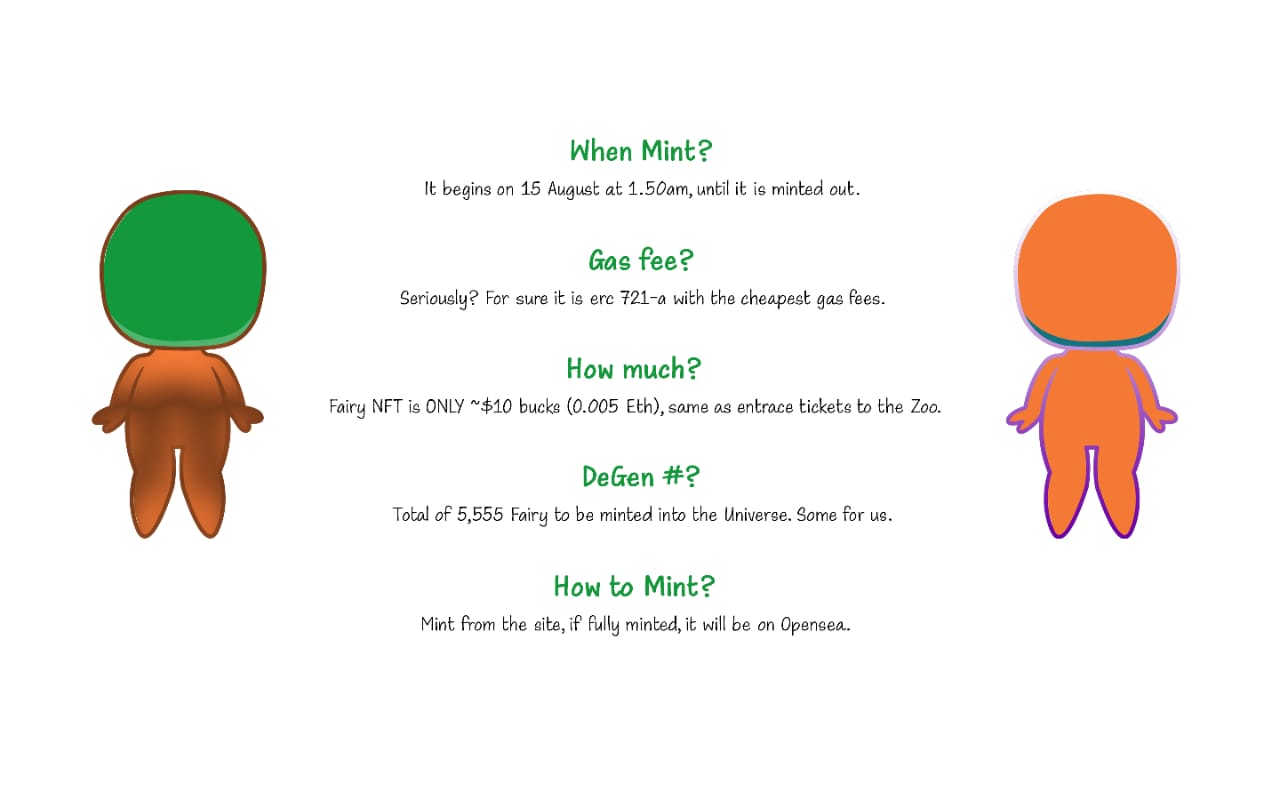 When Mint?
It begins on 15 August at 1.50am, until it is minted out.
Gas fee?
Seriously? For sure it is erc 721-a with the cheapest gas fees.
How much?
Fairy NFT is ONLY ~$10 bucks (0.005 Eth), same as entrace tickets to the Zoo.
DeGen #?
Total of 5,555 Fairy to be minted into the Universe. Some for us.
How to Mint?
Mint from the site, if fully minted, it will be on Opensea.